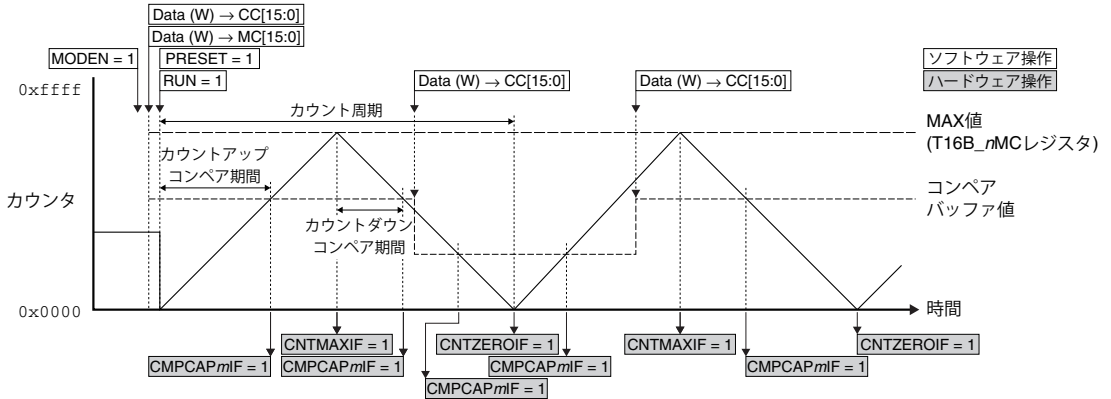 Data (W) → CC[15:0]
Data (W) → MC[15:0]
MODEN = 1
PRESET = 1
RUN = 1
Data (W) → CC[15:0]
Data (W) → CC[15:0]
ソフトウェア操作
ハードウェア操作
0xffff
カウント周期
MAX値
(T16B_nMCレジスタ)
カウントアップ
コンペア期間
カウンタ
コンペア
バッファ値
カウントダウン
コンペア期間
0x0000
時間
CNTMAXIF = 1
CNTZEROIF = 1
CNTMAXIF = 1
CNTZEROIF = 1
CMPCAPmIF = 1
CMPCAPmIF = 1
CMPCAPmIF = 1
CMPCAPmIF = 1
CMPCAPmIF = 1